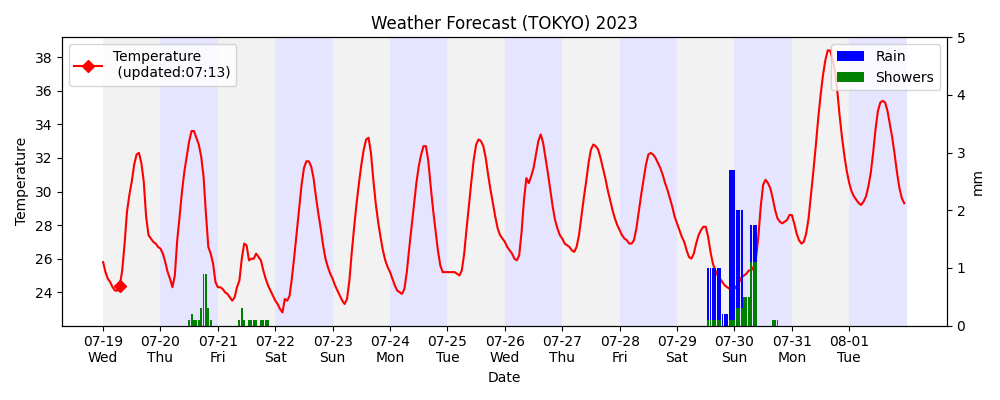 Weather Forecast (TOKYO) 2023
Temperature
(updated:07:13)
Rain
Showers
Temperature
38
36
34
32
30
28
26
24
5
4
3
2
1
0
mm
07-19 07-20 07-21 07-22 07-23 07-24 07-25 07-26 07-27 07-28 07-29 07-30 07-31 08-01
Wed Thu Fri Sat Sun Mon Tue Wed Thu Fri Sat Sun Mon Tue
Date